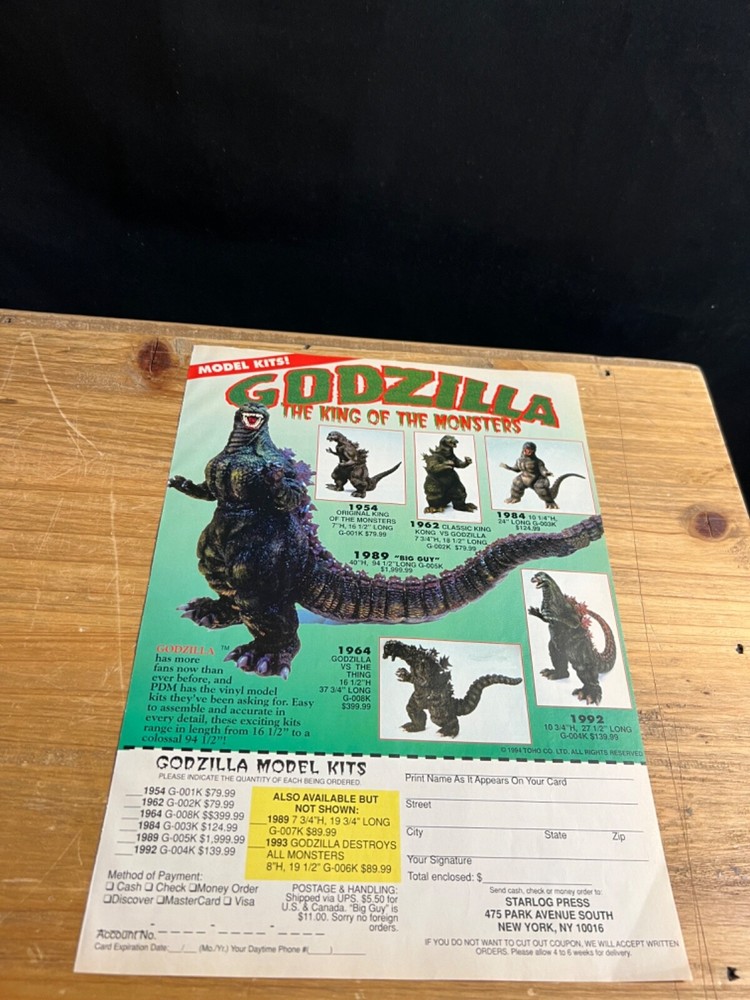 MODEL KITS!
GODZILLA
THE KING OF THE MONSTERS
1954
ORIGINAL KING
OF THE MONSTERS
7"H, 16 1/2" LONG
G-001K $79.99
1962 CLASSIC KING
KONG VS GODZILLA
7 3/4"H, 18 1/2" LONG
G-002K $79.99
1984 10 1/4"H,
24" LONG G-003K
$124.99
1989 "BIG GUY"
40"H, 94 1/2"LONG G-005K
$1,999.99
GODZILLA ™
has more
fans now than
ever before, and
PDM has the vinyl model
kits they've been asking for. Easy
to assemble and accurate in
every detail, these exciting kits
range in length from 16 1/2" to a
colossal 94 1/2"!
1964
GODZILLA
VS THE
THING
16 1/2"H
37 3/4" LONG
G-008K
$399.99
1992
10 3/4"H, 27 1/2" LONG
G-004K $139.99
© 1994 TOHO CO. LTD. ALL RIGHTS RESERVED
GODZILLA MODEL KITS
PLEASE INDICATE THE QUANTITY OF EACH BEING ORDERED.
___1954 G-001K $79.99
___1962 G-002K $79.99
___1964 G-008K $$399.99
___1984 G-003K $124.99
___1989 G-005K $1,999.99
___1992 G-004K $139.99
ALSO AVAILABLE BUT
NOT SHOWN:
___1989 7 3/4"H, 19 3/4" LONG
G-007K $89.99
___1993 GODZILLA DESTROYS
ALL MONSTERS
8"H, 19 1/2" G-006K $89.99
Method of Payment:
❑ Cash ❑ Check ❑Money Order
❑Discover ❑MasterCard ❑ Visa
POSTAGE & HANDLING:
Shipped via UPS. $5.50 for
U.S. & Canada. "Big Guy" is
$11.00. Sorry no foreign
orders.
Account No.
Card Expiration Date:___/___ (Mo./Yr.) Your Daytime Phone #(____)
Print Name As It Appears On Your Card
Street
City State Zip
Your Signature
Total enclosed: $
Send cash, check or money order to:
STARLOG PRESS
475 PARK AVENUE SOUTH
NEW YORK, NY 10016
IF YOU DO NOT WANT TO CUT OUT COUPON, WE WILL ACCEPT WRITTEN
ORDERS. Please allow 4 to 6 weeks for delivery.